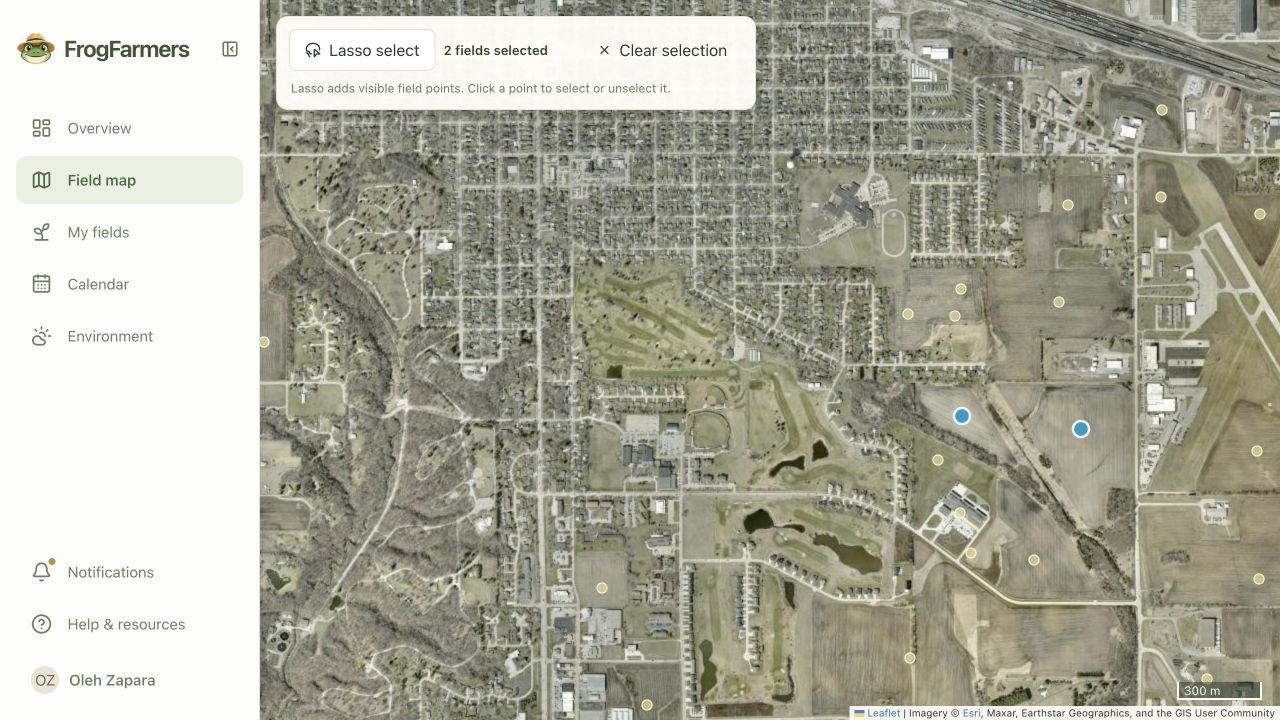 FrogFarmers
Overview
Field map
My fields
Calendar
Environment
Notifications
Help & resources
OZ Oleh Zapara
Lasso select 2 fields selected × Clear selection
Lasso adds visible field points. Click a point to select or unselect it.
300 m
Leaflet | Imagery © Esri, Maxar, Earthstar Geographics, and the GIS User Community